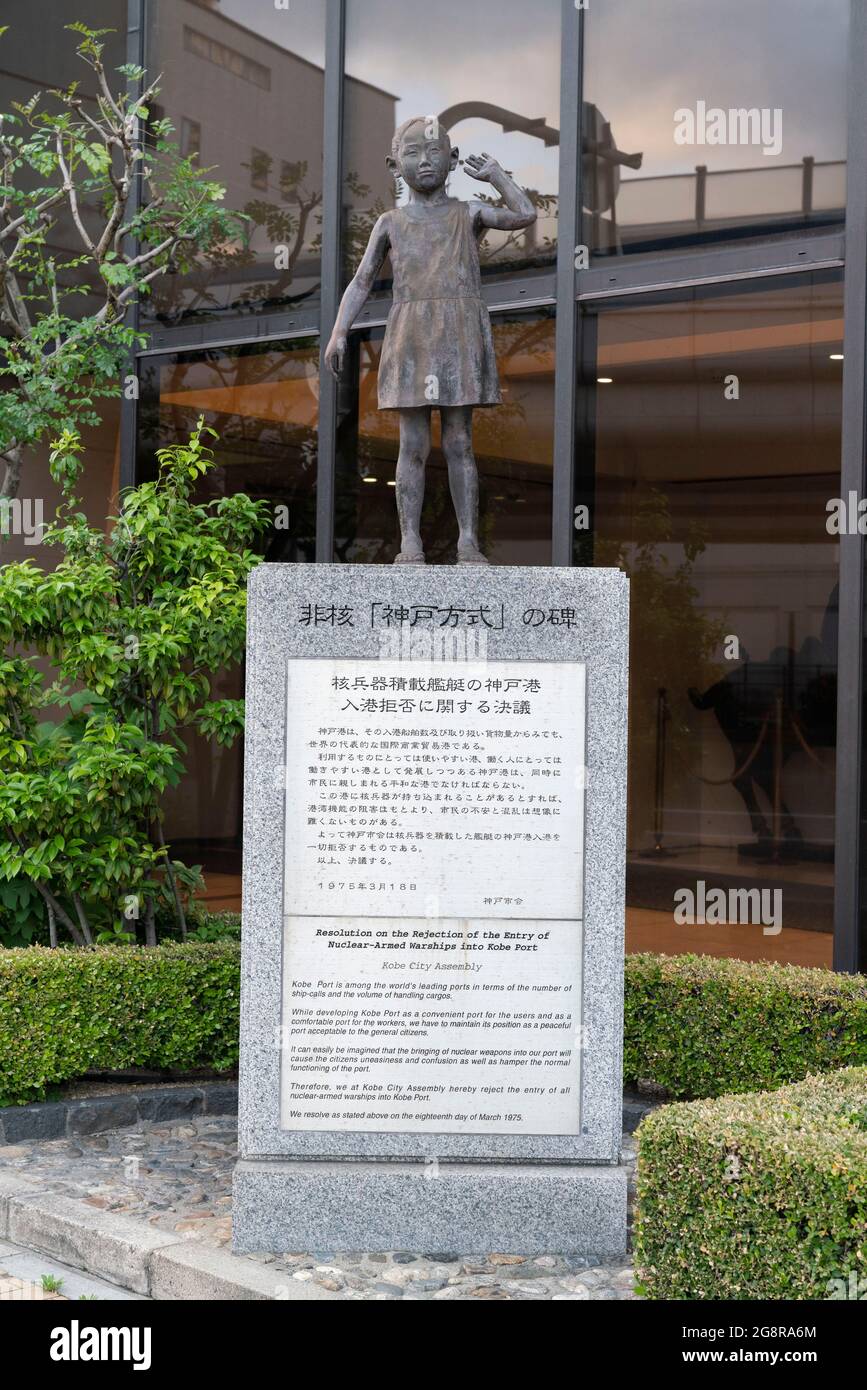 非核「神戸方式」の碑
核兵器積載艦艇の神戸港
入港拒否に関する決議
神戸港は、その入港船舶数及び取り扱い貨物量からみても、
世界の代表的な国際商業貿易港である。
利用するものにとっては使いやすい港、働く人にとっては
働きやすい港として発展しつつある神戸港は、同時に
市民に親しまれる平和な港でなければならない。
この港に核兵器が持ち込まれることがあるとすれば、
港湾機能の阻害はもとより、市民の不安と混乱は想像に
難くないものがある。
よって神戸市会は核兵器を積載した艦艇の神戸港入港を
一切拒否するものである。
以上、決議する。
1975年3月18日
神戸市会
Resolution on the Rejection of the Entry of
Nuclear-Armed Warships into Kobe Port
Kobe City Assembly
Kobe Port is among the world's leading ports in terms of the number of
ship-calls and the volume of handling cargos.
While developing Kobe Port as a convenient port for the users and as a
comfortable port for the workers, we have to maintain its position as a peaceful
port acceptable to the general citizens.
It can easily be imagined that the bringing of nuclear weapons into our port will
cause the citizens uneasiness and confusion as well as hamper the normal
functioning of the port.
Therefore, we at Kobe City Assembly hereby reject the entry of all
nuclear-armed warships into Kobe Port.
We resolve as stated above on the eighteenth day of March 1975.
alamy
alamy
Image ID: 2G8RA6M
www.alamy.com